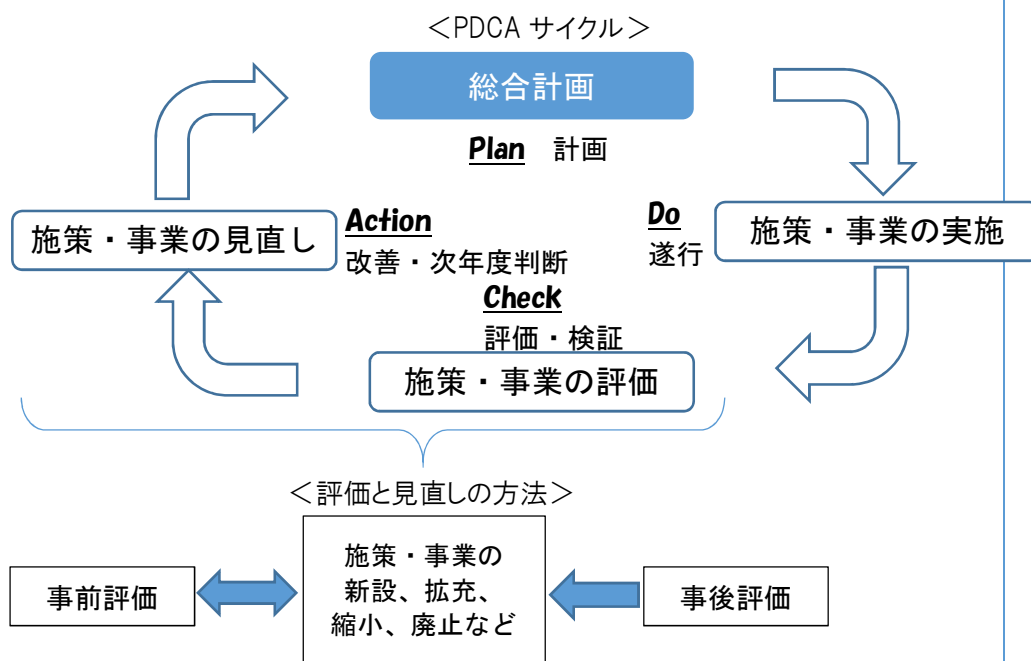 ＜PDCA サイクル＞
総合計画
Plan　計画
施策・事業の見直し
Action
改善・次年度判断
Do
遂行
施策・事業の実施
Check
評価・検証
施策・事業の評価
＜評価と見直しの方法＞
事前評価
施策・事業の
新設、拡充、
縮小、廃止など
事後評価